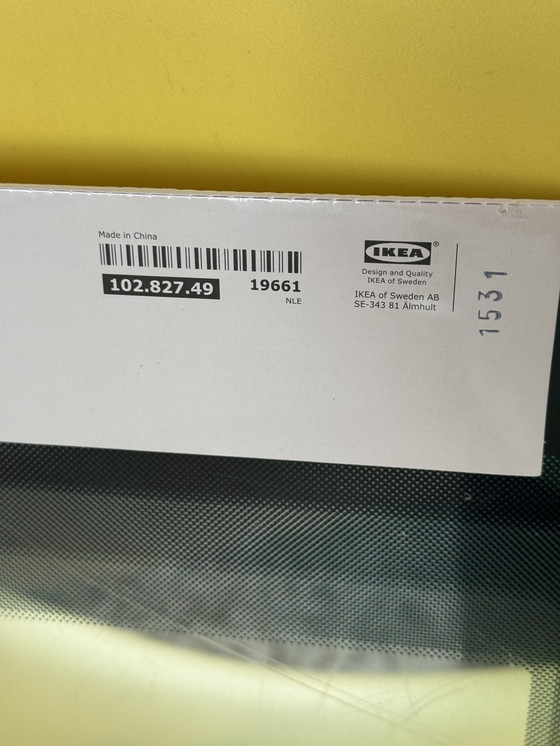 Made in China
102.827.49 19661
NLE
IKEA®
Design and Quality
IKEA of Sweden
IKEA of Sweden AB
SE-343 81 Älmhult
1531